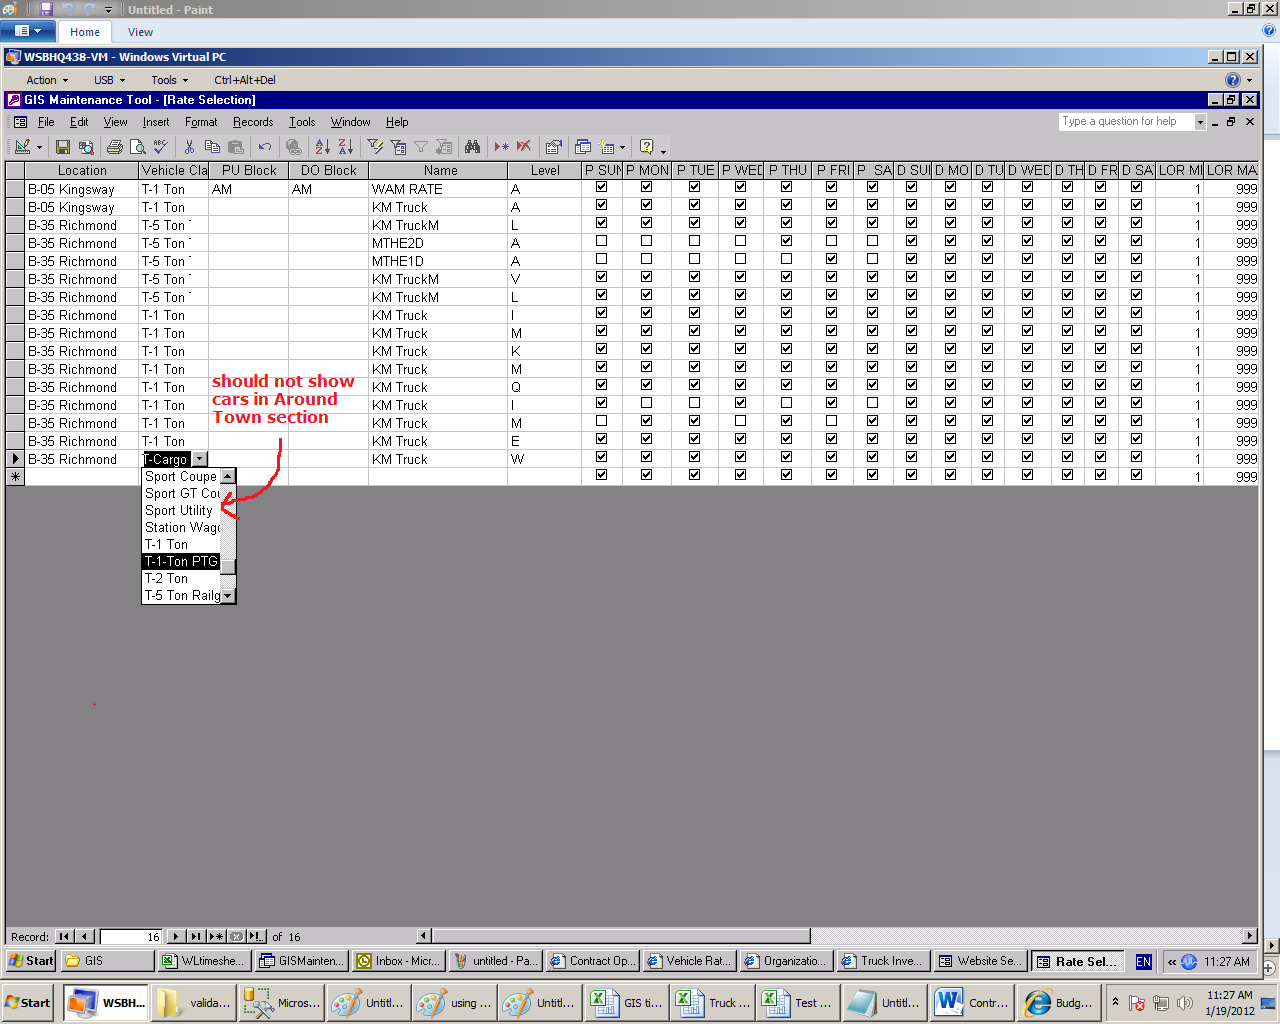 Untitled - Paint
Home View
WSBHQ438-VM - Windows Virtual PC
Action USB Tools Ctrl+Alt+Del
GIS Maintenance Tool - [Rate Selection]
File Edit View Insert Format Records Tools Window Help Type a question for help
Location Vehicle Cla PU Block DO Block Name Level P SUN P MON P TUE P WED P THU P FRI P SA D SUI D MO D TU D WED D TH D FR D SA LOR MI LOR MA
B-05 Kingsway T-1 Ton AM AM WAM RATE A 1 999
B-05 Kingsway T-1 Ton KM Truck A 1 999
B-35 Richmond T-5 Ton KM TruckM L 1 999
B-35 Richmond T-5 Ton MTHE2D A 1 999
B-35 Richmond T-5 Ton MTHE1D A 1 999
B-35 Richmond T-5 Ton KM TruckM V 1 999
B-35 Richmond T-5 Ton KM TruckM L 1 999
B-35 Richmond T-1 Ton KM Truck I 1 999
B-35 Richmond T-1 Ton KM Truck M 1 999
B-35 Richmond T-1 Ton KM Truck K 1 999
B-35 Richmond T-1 Ton KM Truck M 1 999
B-35 Richmond T-1 Ton KM Truck Q 1 999
B-35 Richmond T-1 Ton KM Truck I 1 999
B-35 Richmond T-1 Ton KM Truck M 1 999
B-35 Richmond T-1 Ton KM Truck E 1 999
B-35 Richmond T-Cargo KM Truck W 1 999
1 999
should not show
cars in Around
Town section
Sport Coupe
Sport GT Cou
Sport Utility
Station Wago
T-1 Ton
T-1-Ton PTG
T-2 Ton
T-5 Ton Railg
Record: 16 of 16
Start GIS WLtimeshe... GISMainten... Inbox - Micr... untitled - Pa... Contract Op... Vehicle Rat... Organizatio... Truck Inve... Website Se... Rate Sel... EN 11:27 AM
Start WSBH... valida... Micros... Untitl... using ... Untitl... GIS ti... Truck ... Test ... Untitl... Contr... Budg... 11:27 AM
1/19/2012